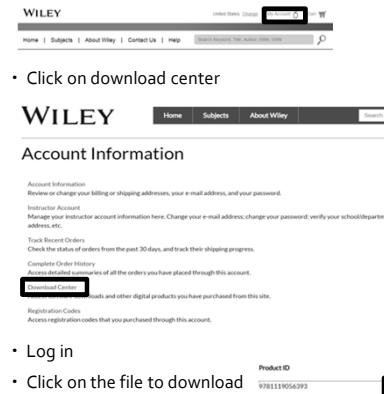 WILEY
United States Change My Account Cart
Home | Subjects | About Wiley | Contact Us | Help Search Keyword, Title, Author, ISBN, ISSN
• Click on download center
WILEY
Home Subjects About Wiley Search
Account Information
Account Information
Review or change your billing or shipping addresses, your e-mail address, and your password.
Instructor Account
Manage your instructor account information here. Change your e-mail address; change your password; verify your school/departme
address, etc.
Track Recent Orders
Check the status of orders from the past 30 days, and track their shipping progress.
Complete Order History
Access detailed summaries of all the orders you have placed through this account.
Download Center
downloads and other digital products you have purchased from this site.
Registration Codes
Access registration codes that you purchased through this account.
• Log in
• Click on the file to download
Product ID
9781119056393